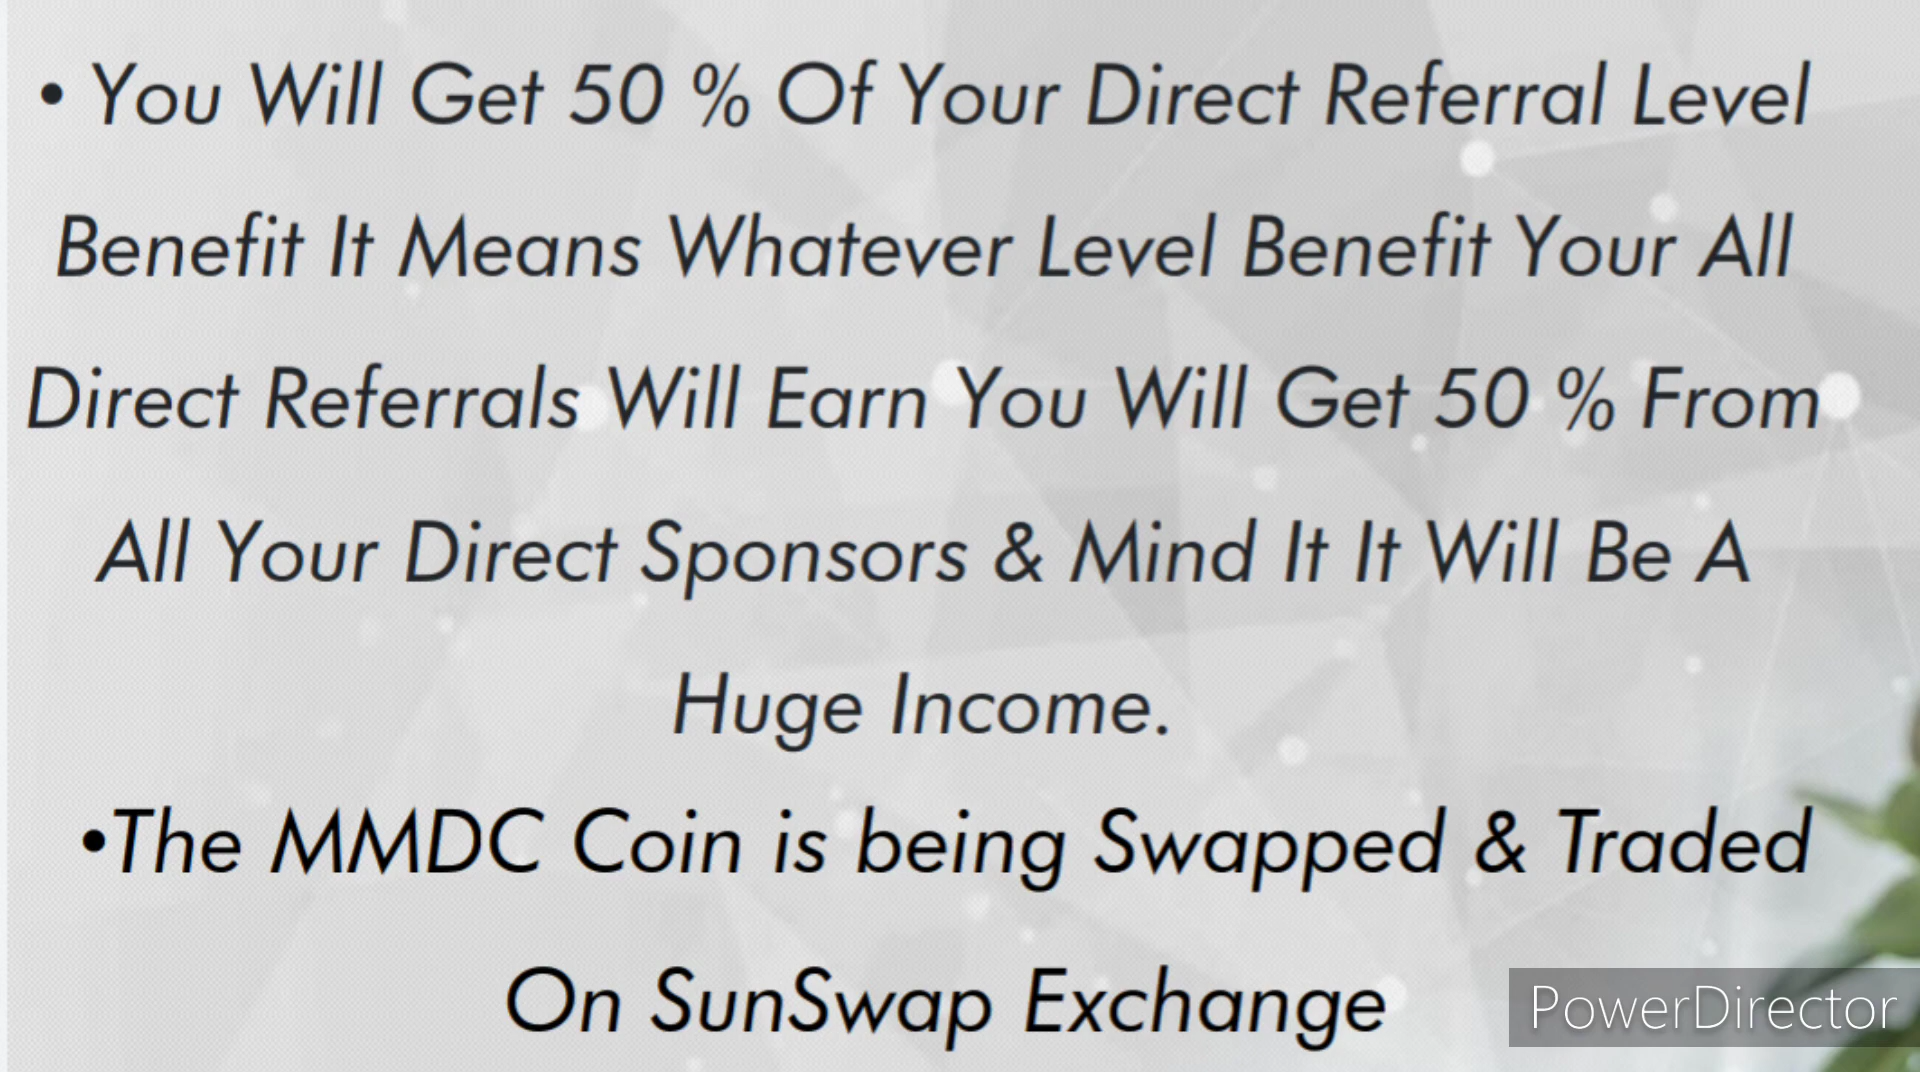 • You Will Get 50 % Of Your Direct Referral Level
Benefit It Means Whatever Level Benefit Your All
Direct Referrals Will Earn You Will Get 50 % From
All Your Direct Sponsors & Mind It It Will Be A
Huge Income.
•The MMDC Coin is being Swapped & Traded
On SunSwap Exchange
PowerDirector